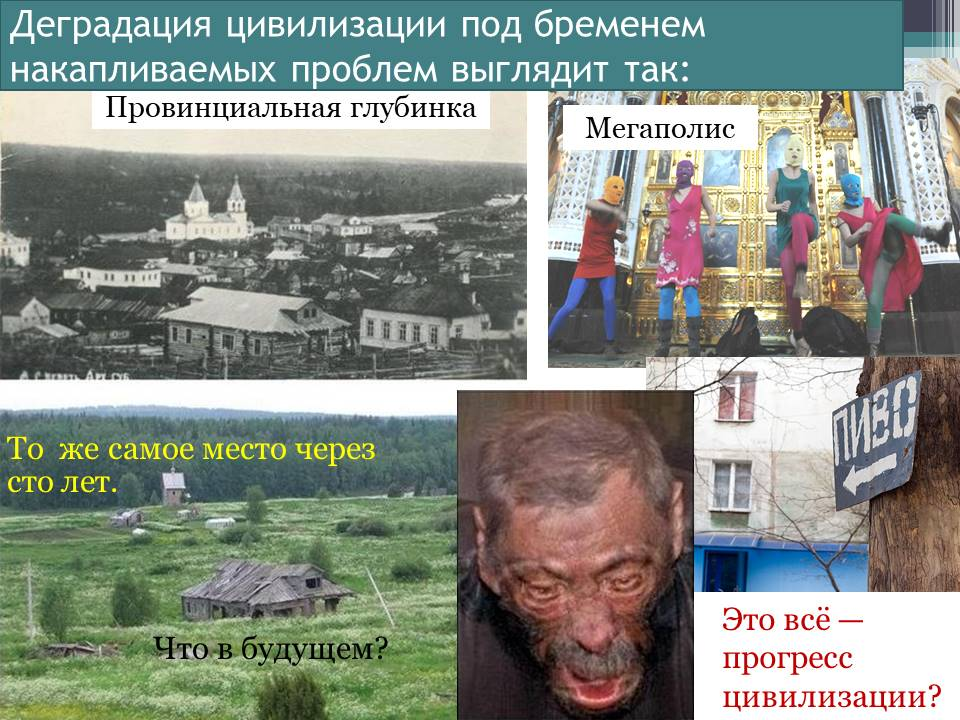 Деградация цивилизации под бременем
накапливаемых проблем выглядит так:
Провинциальная глубинка
Мегаполис
То же самое место через
сто лет.
ПИВО
Что в будущем?
Это всё —
прогресс
цивилизации?